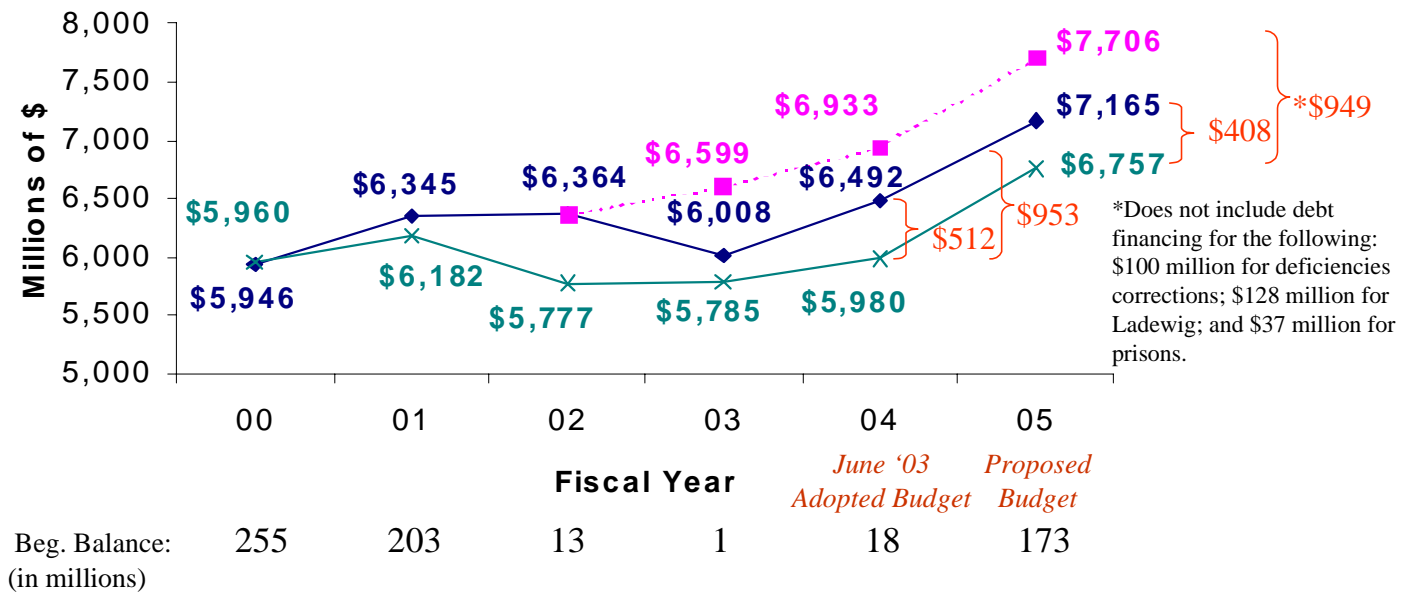 8,000
7,500
7,000
6,500
6,000
5,500
5,000
Millions of $
$5,960
$5,946
$6,345
$6,182
$6,364
$5,777
$6,599
$6,008
$5,785
$6,933
$6,492
$5,980
$512
$953
$7,706
$7,165
$6,757
$408
*$949
*Does not include debt
financing for the following:
$100 million for deficiencies
corrections; $128 million for
Ladewig; and $37 million for
prisons.
00 01 02 03 04 05
Fiscal Year
June ‘03
Adopted Budget
Proposed
Budget
Beg. Balance: 255 203 13 1 18 173
(in millions)